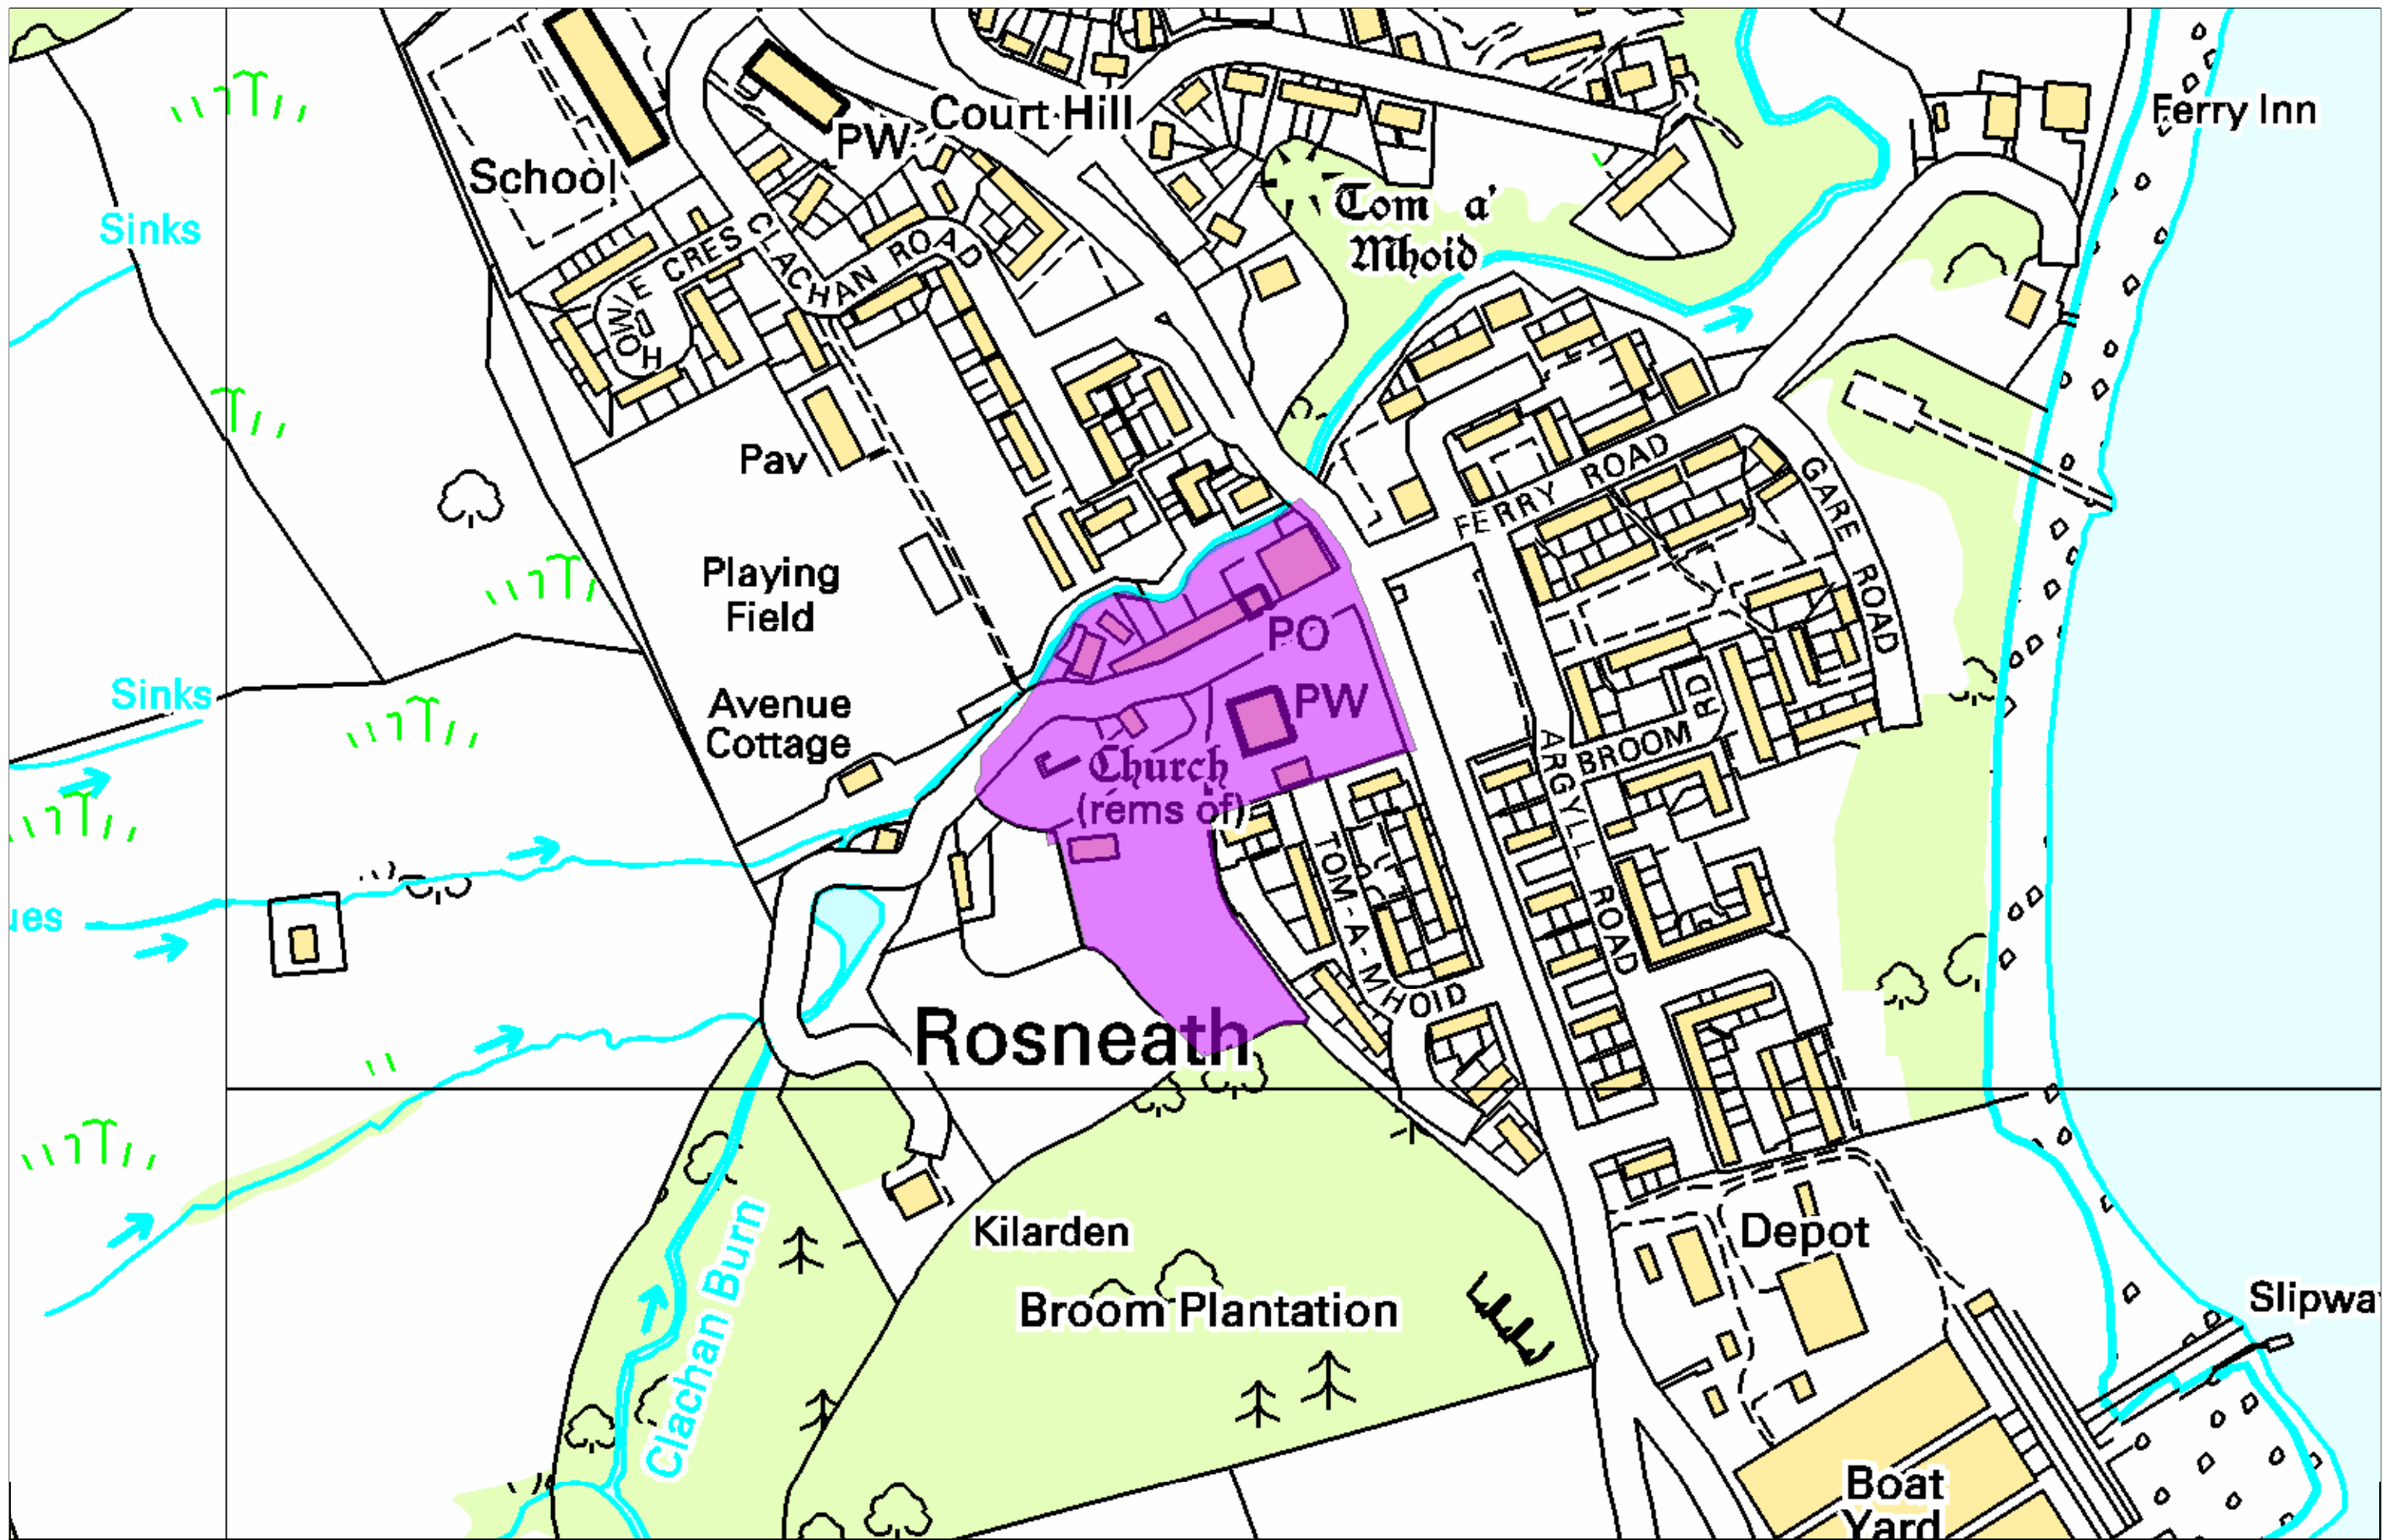 Ferry Inn
Court Hill
PW
School
Tom a'
Mhoid
Sinks
HOWIE CRES
CLACHAN ROAD
Pav
FERRY ROAD
GARE ROAD
Playing
Field
PO
PW
Sinks
Avenue
Cottage
Church
(rems of)
BROOM RD
ARGYLL ROAD
TOM-A-MHOID
ues
Rosneath
Kilarden
Depot
Clachan Burn
Broom Plantation
Slipwa
Boat
Yard